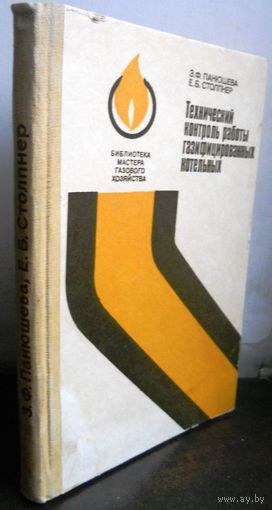 З.Ф. ПАНЮШЕВА
Е.Б. СТОЛПНЕР
Технический
контроль работы
газифицированных
котельных
БИБЛИОТЕКА
МАСТЕРА
ГАЗОВОГО
ХОЗЯЙСТВА
З.Ф. Панюшева, Е.Б. Столпнер
www.ay.by